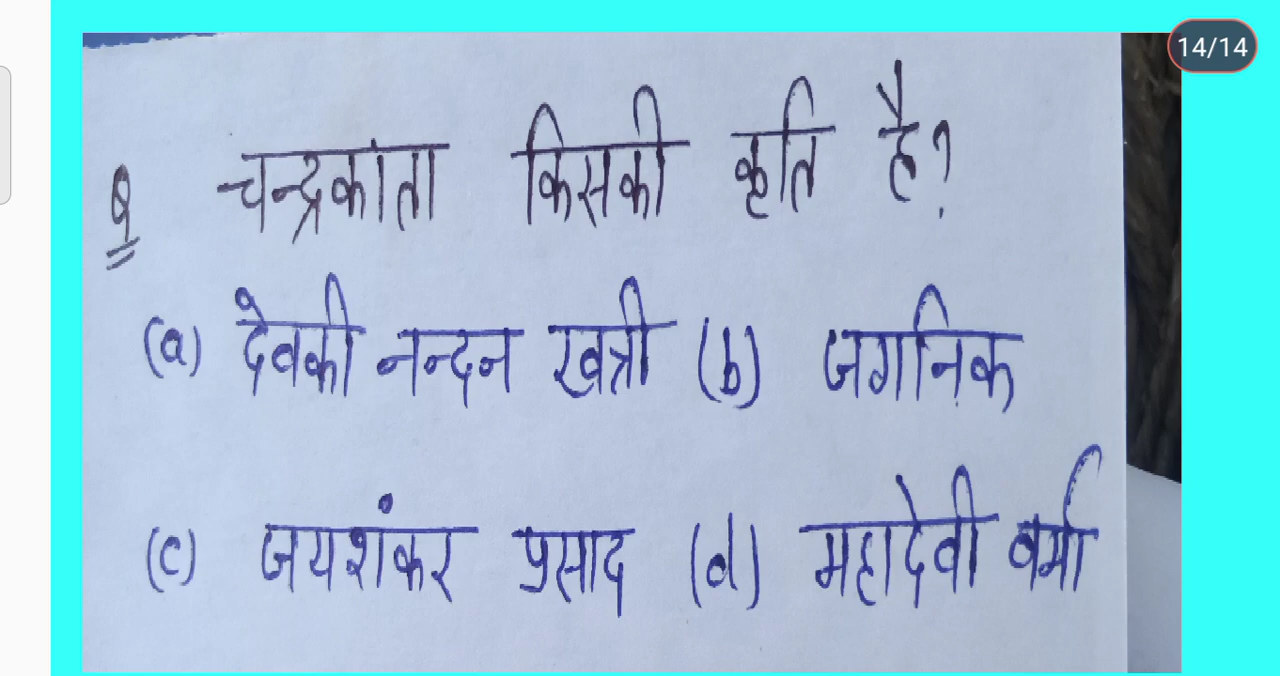 14/14
Q चन्द्रकांता किसकी कृति है?
(a) देवकी नन्दन खत्री (b) जगनिक
(c) जयशंकर प्रसाद (d) महादेवी वर्मा